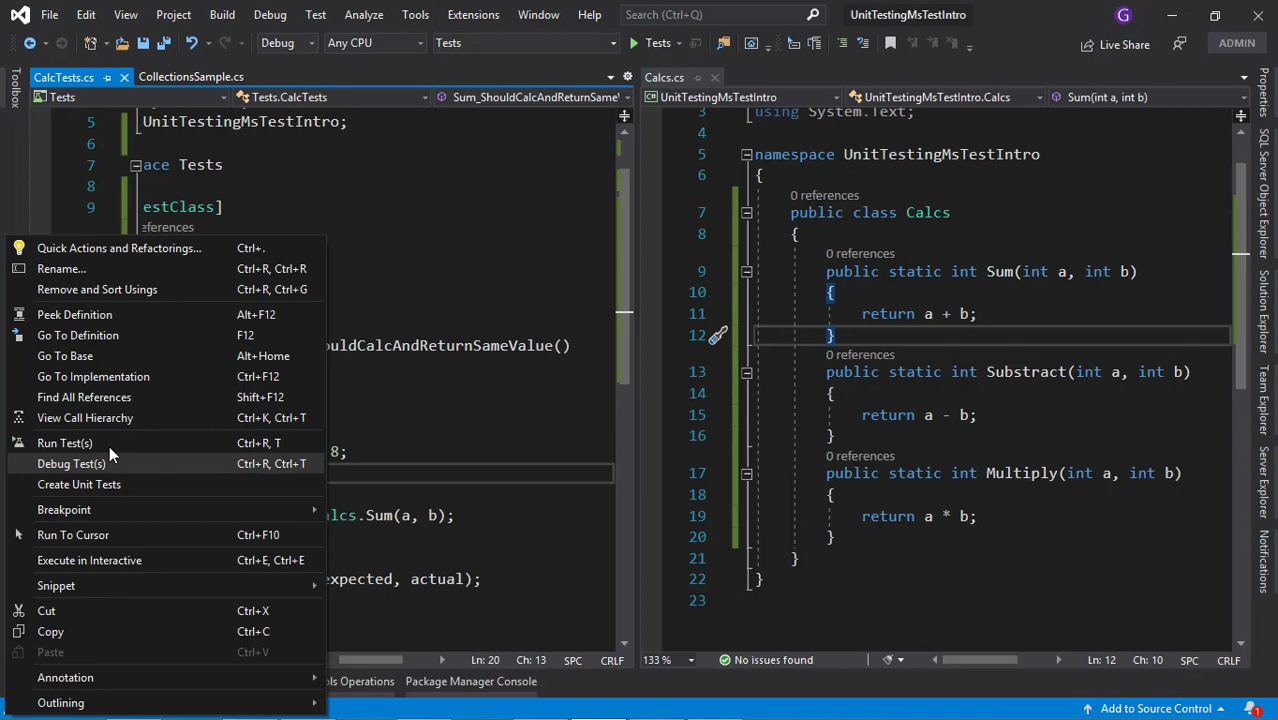 File Edit View Project Build Debug Test Analyze Tools Extensions Window Help Search (Ctrl+Q) UnitTestingMsTestIntro G
Debug Any CPU Tests Tests Live Share ADMIN
CalcTests.cs CollectionsSample.cs Calcs.cs
Tests Tests.CalcTests Sum_ShouldCalcAndReturnSameV UnitTestingMsTestIntro UnitTestingMsTestIntro.Calcs Sum(int a, int b)
Toolbox
5 UnitTestingMsTestIntro;
6
7 ace Tests
8
9 estClass]
eferences
ouldCalcAndReturnSameValue()
8;
lcs.Sum(a, b);
xpected, actual);
Quick Actions and Refactorings... Ctrl+.
Rename... Ctrl+R, Ctrl+R
Remove and Sort Usings Ctrl+R, Ctrl+G
Peek Definition Alt+F12
Go To Definition F12
Go To Base Alt+Home
Go To Implementation Ctrl+F12
Find All References Shift+F12
View Call Hierarchy Ctrl+K, Ctrl+T
Run Test(s) Ctrl+R, T
Debug Test(s) Ctrl+R, Ctrl+T
Create Unit Tests
Breakpoint
Run To Cursor Ctrl+F10
Execute in Interactive Ctrl+E, Ctrl+E
Snippet
Cut Ctrl+X
Copy Ctrl+C
Paste Ctrl+V
Annotation
Outlining
3 using System.Text;
4
5 namespace UnitTestingMsTestIntro
6 {
0 references
7 public class Calcs
8 {
0 references
9 public static int Sum(int a, int b)
10 {
11 return a + b;
12 }
0 references
13 public static int Substract(int a, int b)
14 {
15 return a - b;
16 }
0 references
17 public static int Multiply(int a, int b)
18 {
19 return a * b;
20 }
21 }
22 }
23
Properties
SQL Server Object Explorer
Solution Explorer
Team Explorer
Server Explorer
Notifications
Ln: 20 Ch: 13 SPC CRLF 133 % No issues found Ln: 12 Ch: 10 SPC CRLF
ls Operations Package Manager Console
Add to Source Control 1